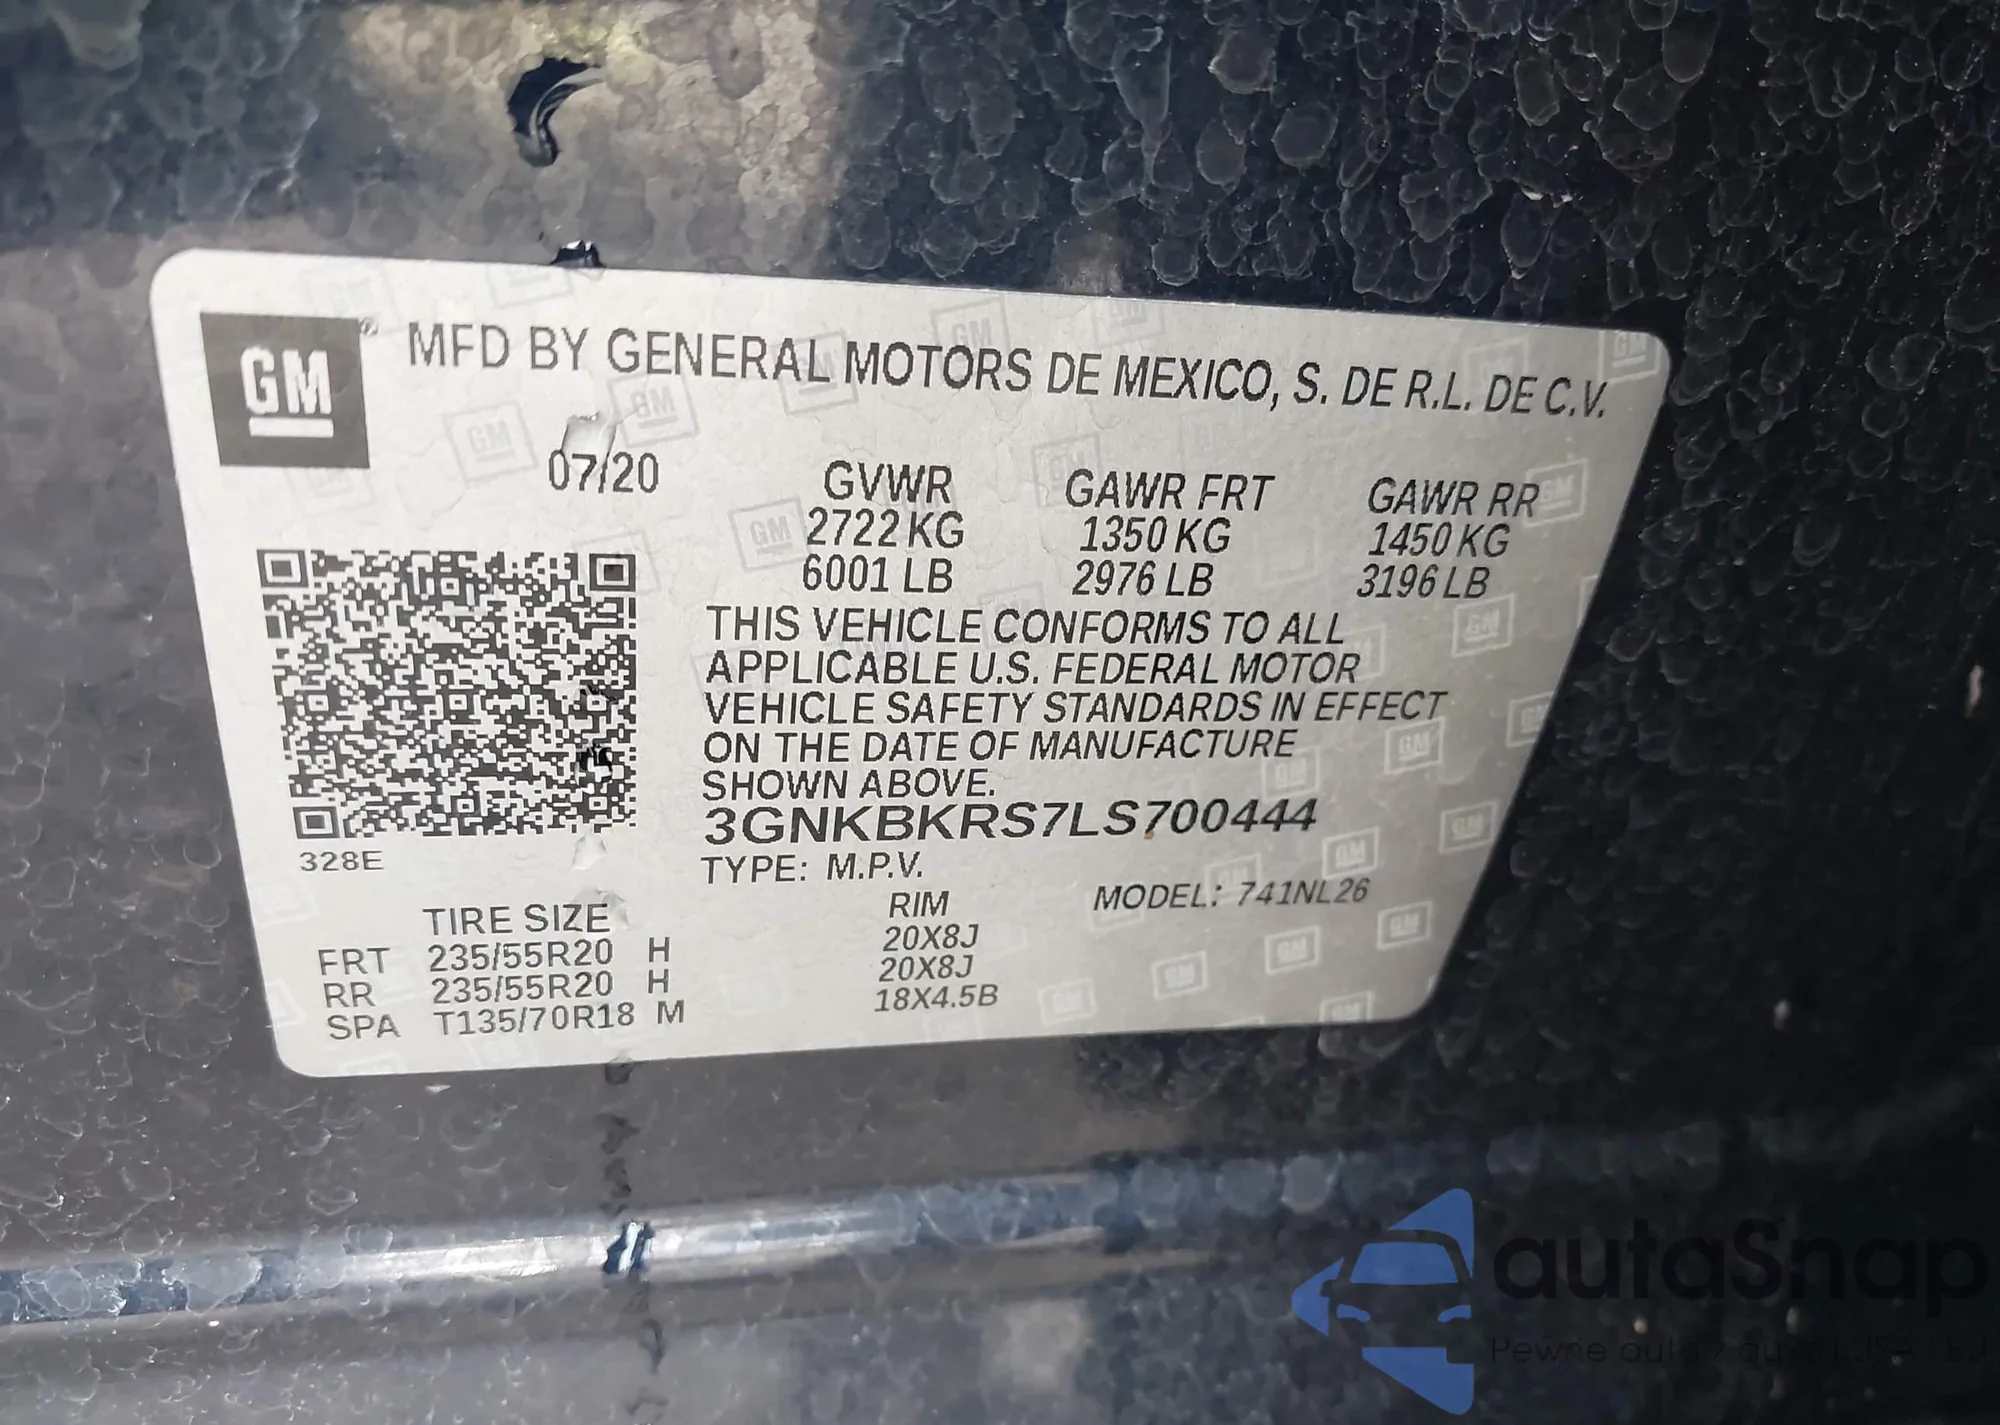 GM
MFD BY GENERAL MOTORS DE MEXICO, S. DE R.L. DE C.V.
07/20
GVWR GAWR FRT GAWR RR
2722 KG 1350 KG 1450 KG
6001 LB 2976 LB 3196 LB
THIS VEHICLE CONFORMS TO ALL
APPLICABLE U.S. FEDERAL MOTOR
VEHICLE SAFETY STANDARDS IN EFFECT
ON THE DATE OF MANUFACTURE
SHOWN ABOVE.
3GNKBKRS7LS700444
328E
TYPE: M.P.V. MODEL: 741NL26
TIRE SIZE RIM
FRT 235/55R20 H 20X8J
RR 235/55R20 H 20X8J
SPA T135/70R18 M 18X4.5B
autaSnap
Pewne auta z